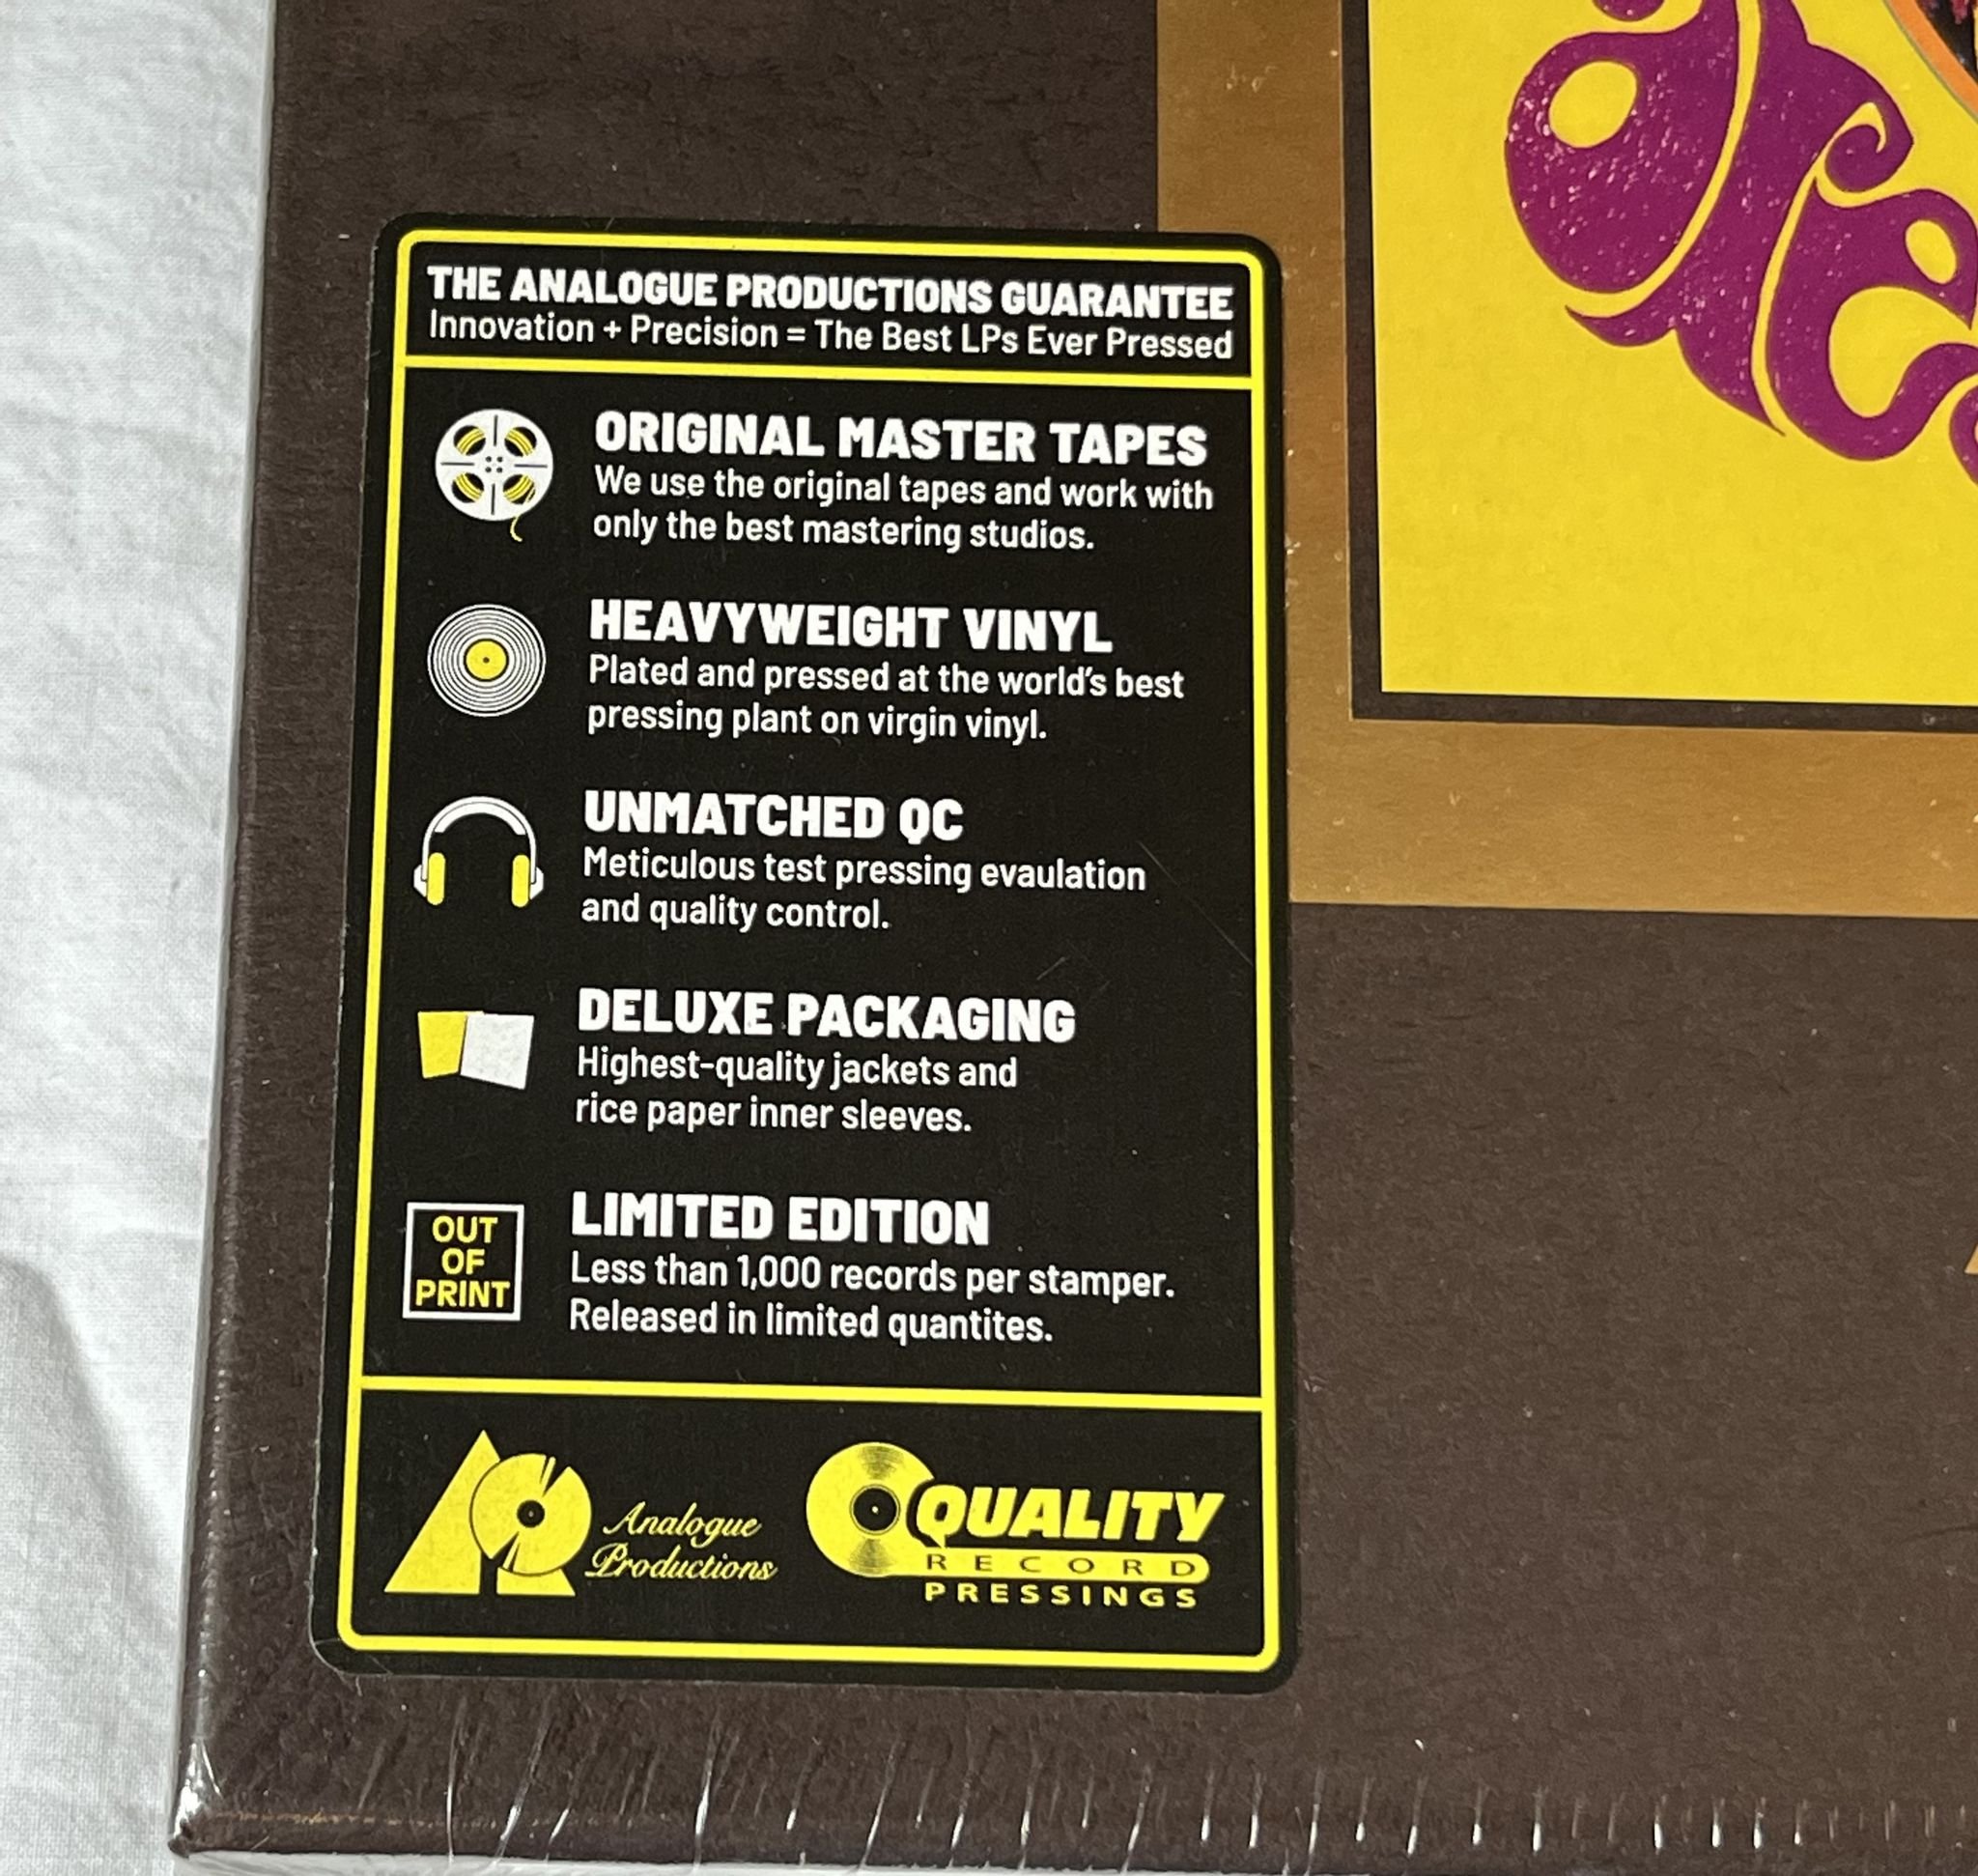 THE ANALOGUE PRODUCTIONS GUARANTEE
Innovation + Precision = The Best LPs Ever Pressed
ORIGINAL MASTER TAPES
We use the original tapes and work with
only the best mastering studios.
HEAVYWEIGHT VINYL
Plated and pressed at the world's best
pressing plant on virgin vinyl.
UNMATCHED QC
Meticulous test pressing evaulation
and quality control.
DELUXE PACKAGING
Highest-quality jackets and
rice paper inner sleeves.
OUT
OF
PRINT
LIMITED EDITION
Less than 1,000 records per stamper.
Released in limited quantites.
Analogue
Productions
QUALITY
RECORD
PRESSINGS